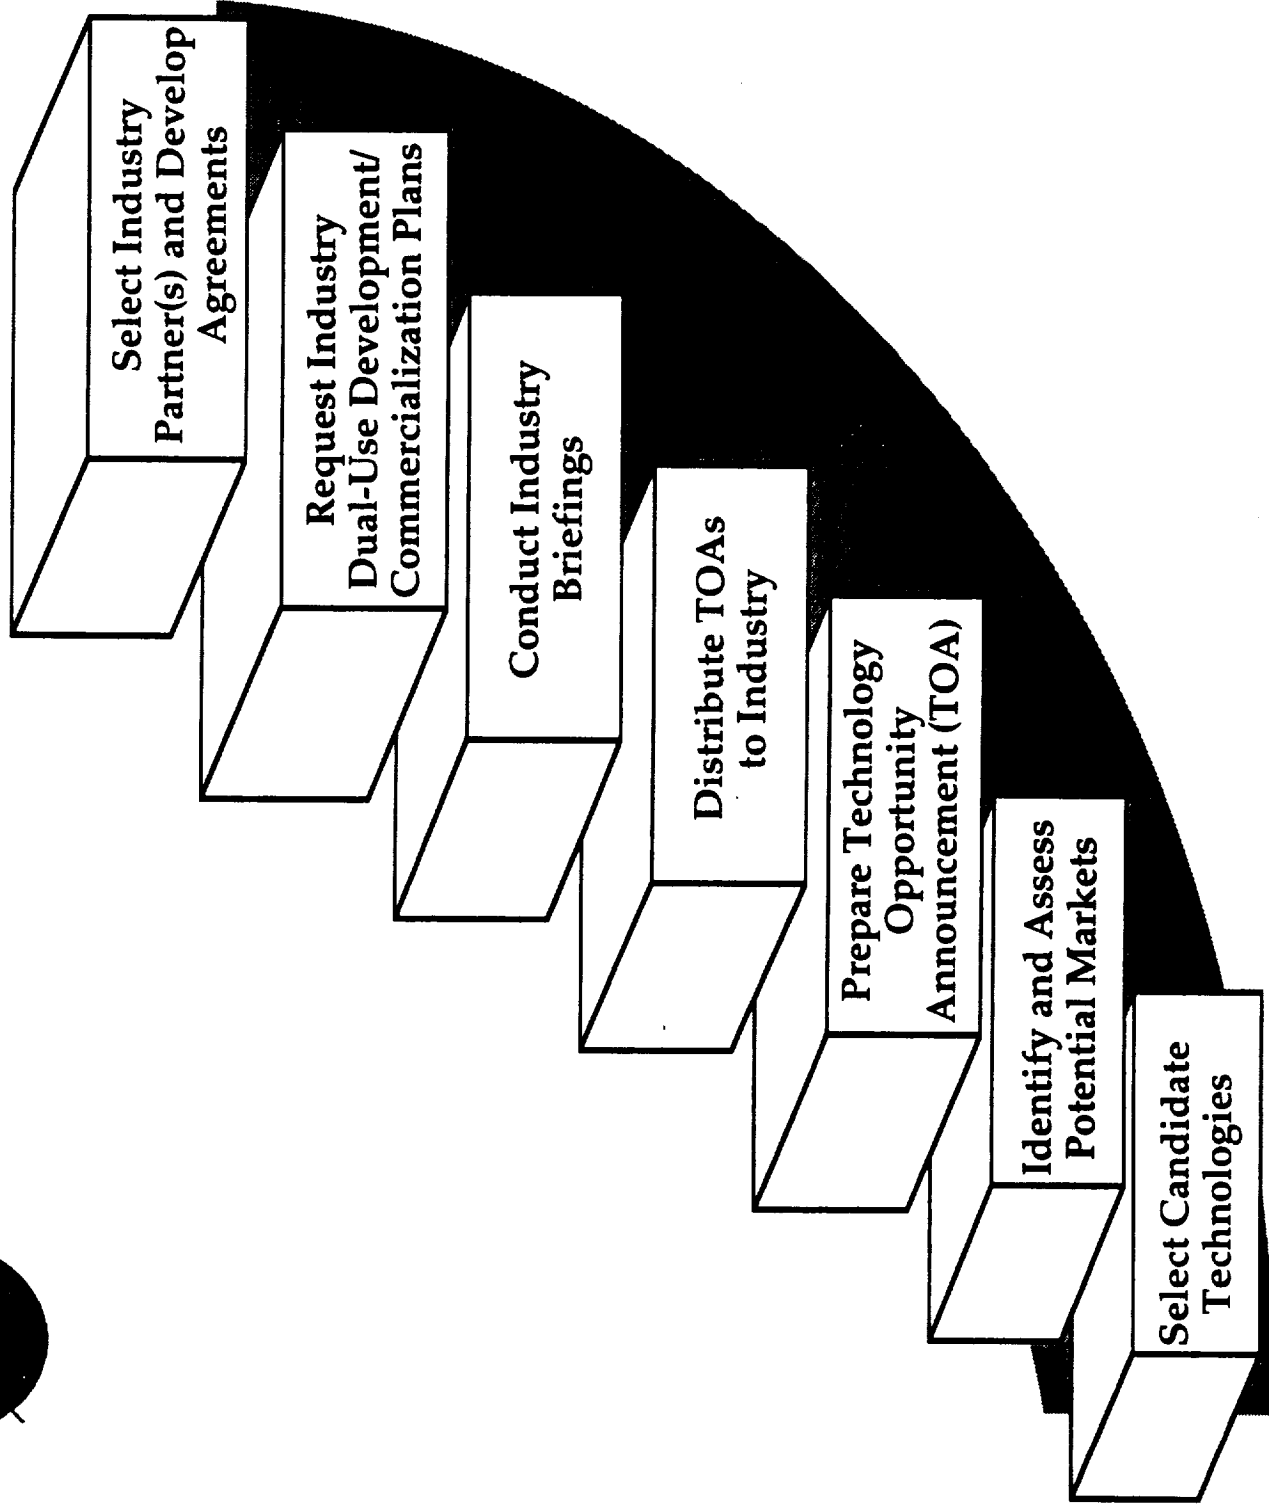 Select Industry
Partner(s) and Develop
Agreements
Request Industry
Dual-Use Development/
Commercialization Plans
Conduct Industry
Briefings
Distribute TOAs
to Industry
Prepare Technology
Opportunity
Announcement (TOA)
Identify and Assess
Potential Markets
Select Candidate
Technologies